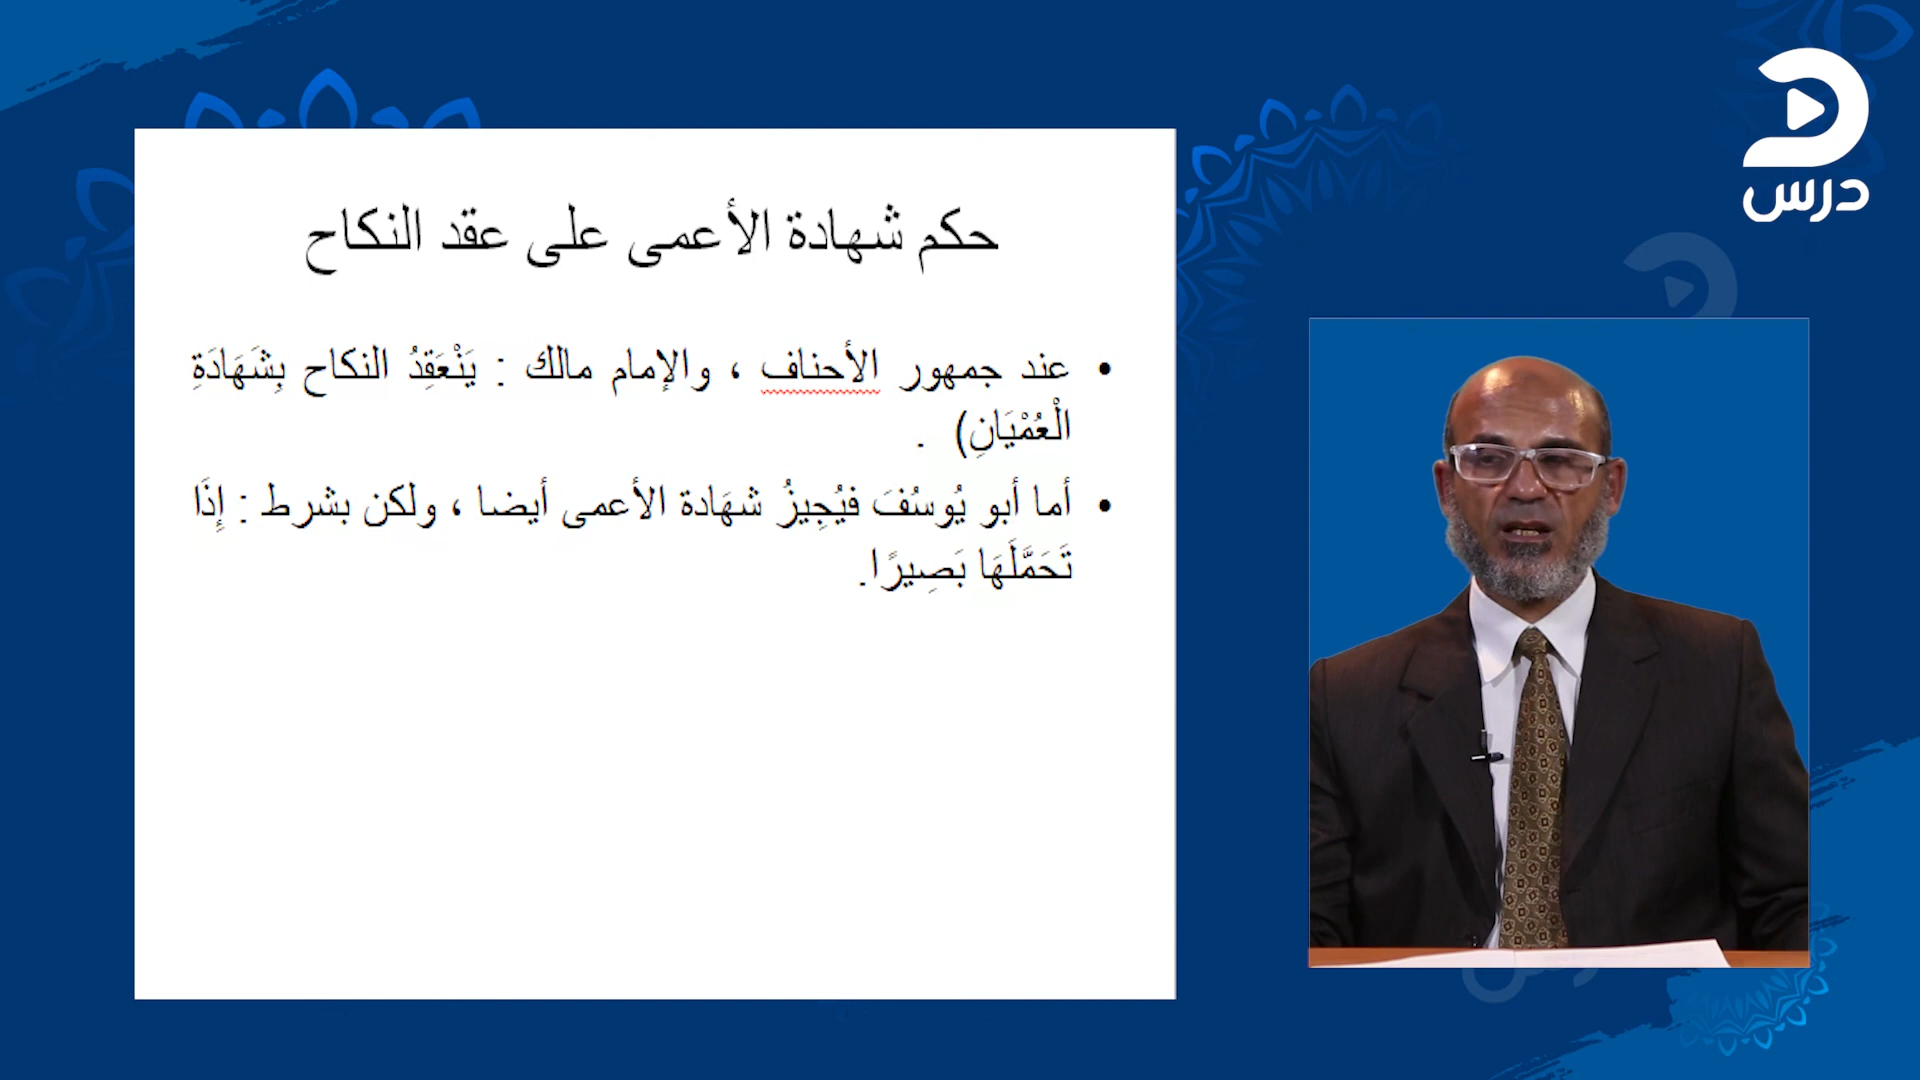 درس
حكم شهادة الأعمى على عقد النكاح
• عند جمهور الأحناف ، والإمام مالك : يَنْعَقِدُ النكاح بِشَهَادَةِ
الْعُمْيَانِ) .
• أما أبو يُوسُفَ فيُجِيزُ شهَادة الأعمى أيضا ، ولكن بشرط : إِذَا
تَحَمَّلَهَا بَصِيرًا.